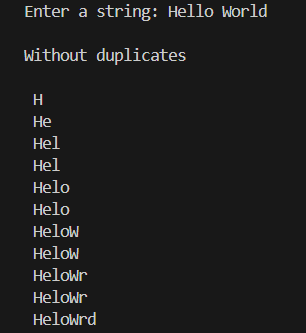 Enter a string: Hello World
Without duplicates
H
He
Hel
Hel
Helo
Helo
HeloW
HeloW
HeloWr
HeloWr
HeloWrd